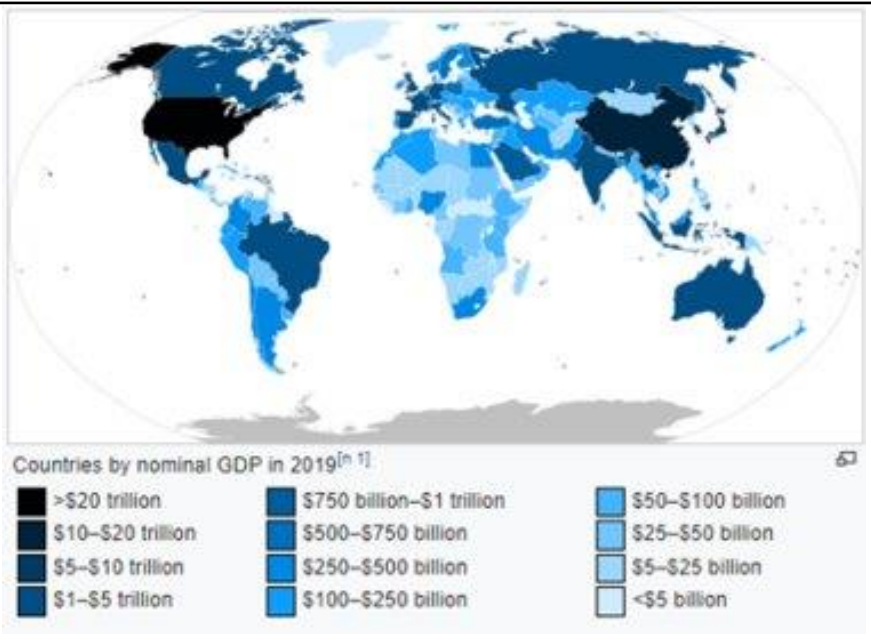 Countries by nominal GDP in 2019[n 1]
>$20 trillion
$10–$20 trillion
$5–$10 trillion
$1–$5 trillion
$750 billion–$1 trillion
$500–$750 billion
$250–$500 billion
$100–$250 billion
$50–$100 billion
$25–$50 billion
$5–$25 billion
<$5 billion